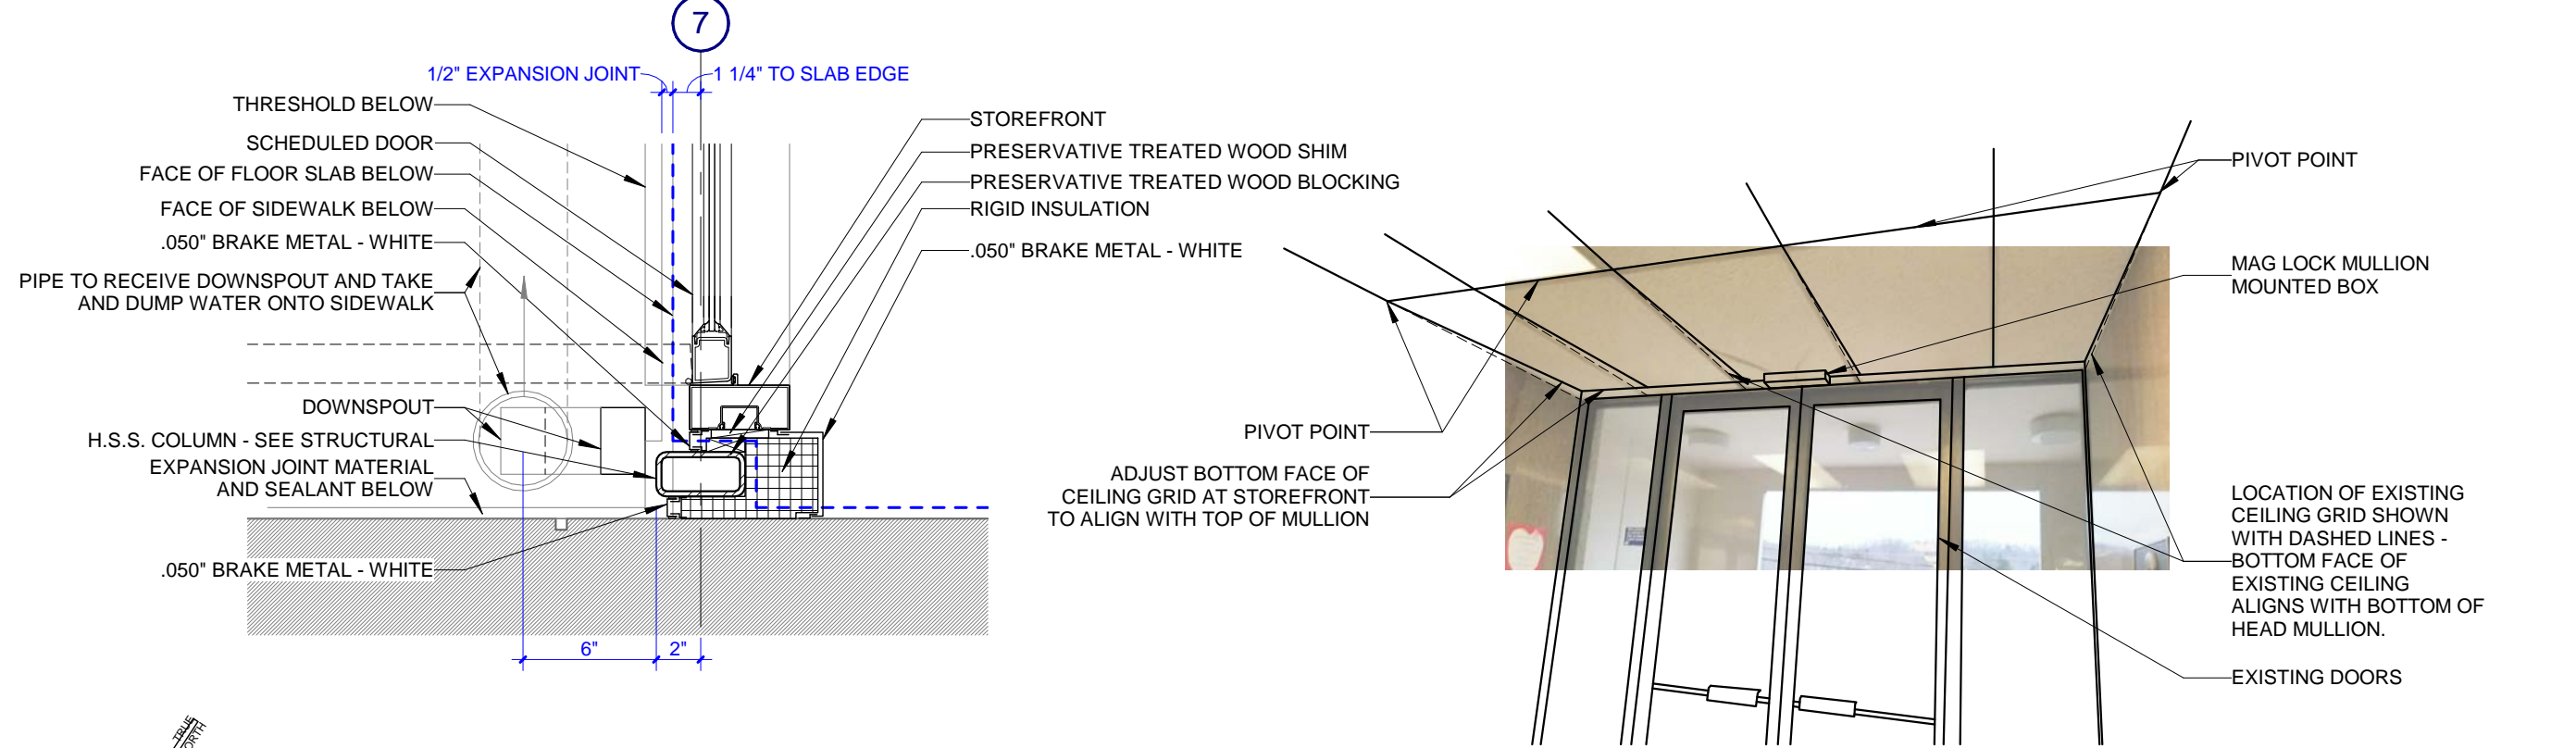 7
1/2" EXPANSION JOINT
1 1/4" TO SLAB EDGE
THRESHOLD BELOW
SCHEDULED DOOR
FACE OF FLOOR SLAB BELOW
FACE OF SIDEWALK BELOW
.050" BRAKE METAL - WHITE
PIPE TO RECEIVE DOWNSPOUT AND TAKE
AND DUMP WATER ONTO SIDEWALK
DOWNSPOUT
H.S.S. COLUMN - SEE STRUCTURAL
EXPANSION JOINT MATERIAL
AND SEALANT BELOW
.050" BRAKE METAL - WHITE
STOREFRONT
PRESERVATIVE TREATED WOOD SHIM
PRESERVATIVE TREATED WOOD BLOCKING
RIGID INSULATION
.050" BRAKE METAL - WHITE
6"
2"
TRUE
PIVOT POINT
ADJUST BOTTOM FACE OF
CEILING GRID AT STOREFRONT
TO ALIGN WITH TOP OF MULLION
PIVOT POINT
MAG LOCK MULLION
MOUNTED BOX
LOCATION OF EXISTING
CEILING GRID SHOWN
WITH DASHED LINES -
BOTTOM FACE OF
EXISTING CEILING
ALIGNS WITH BOTTOM OF
HEAD MULLION.
EXISTING DOORS